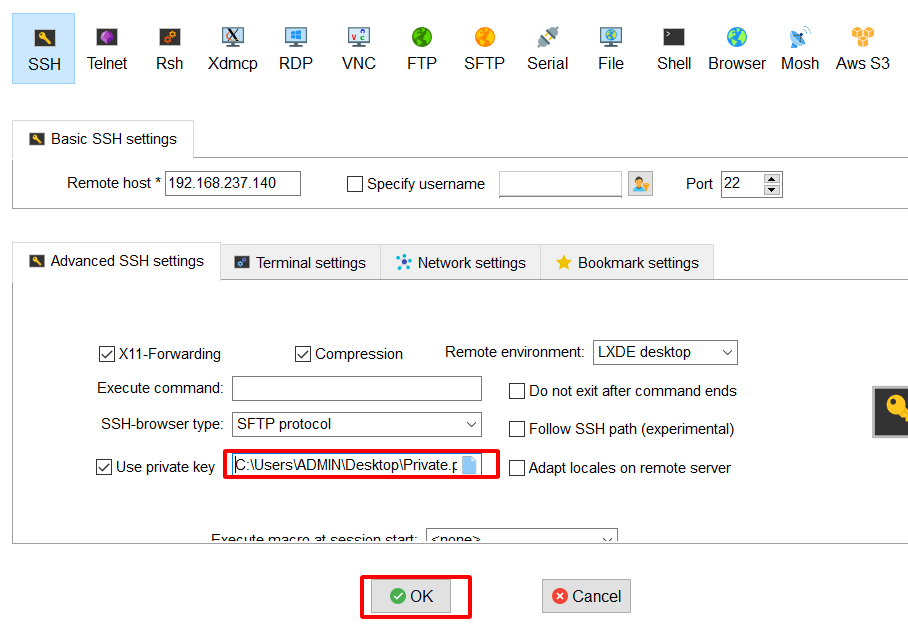 SSH Telnet Rsh Xdmcp RDP VNC FTP SFTP Serial File Shell Browser Mosh Aws S3
Basic SSH settings
Remote host * 192.168.237.140 Specify username Port 22
Advanced SSH settings Terminal settings Network settings Bookmark settings
X11-Forwarding Compression Remote environment: LXDE desktop
Execute command: Do not exit after command ends
SSH-browser type: SFTP protocol Follow SSH path (experimental)
Use private key C:\Users\ADMIN\Desktop\Private.p Adapt locales on remote server
Execute macro at session start: <none>
OK Cancel